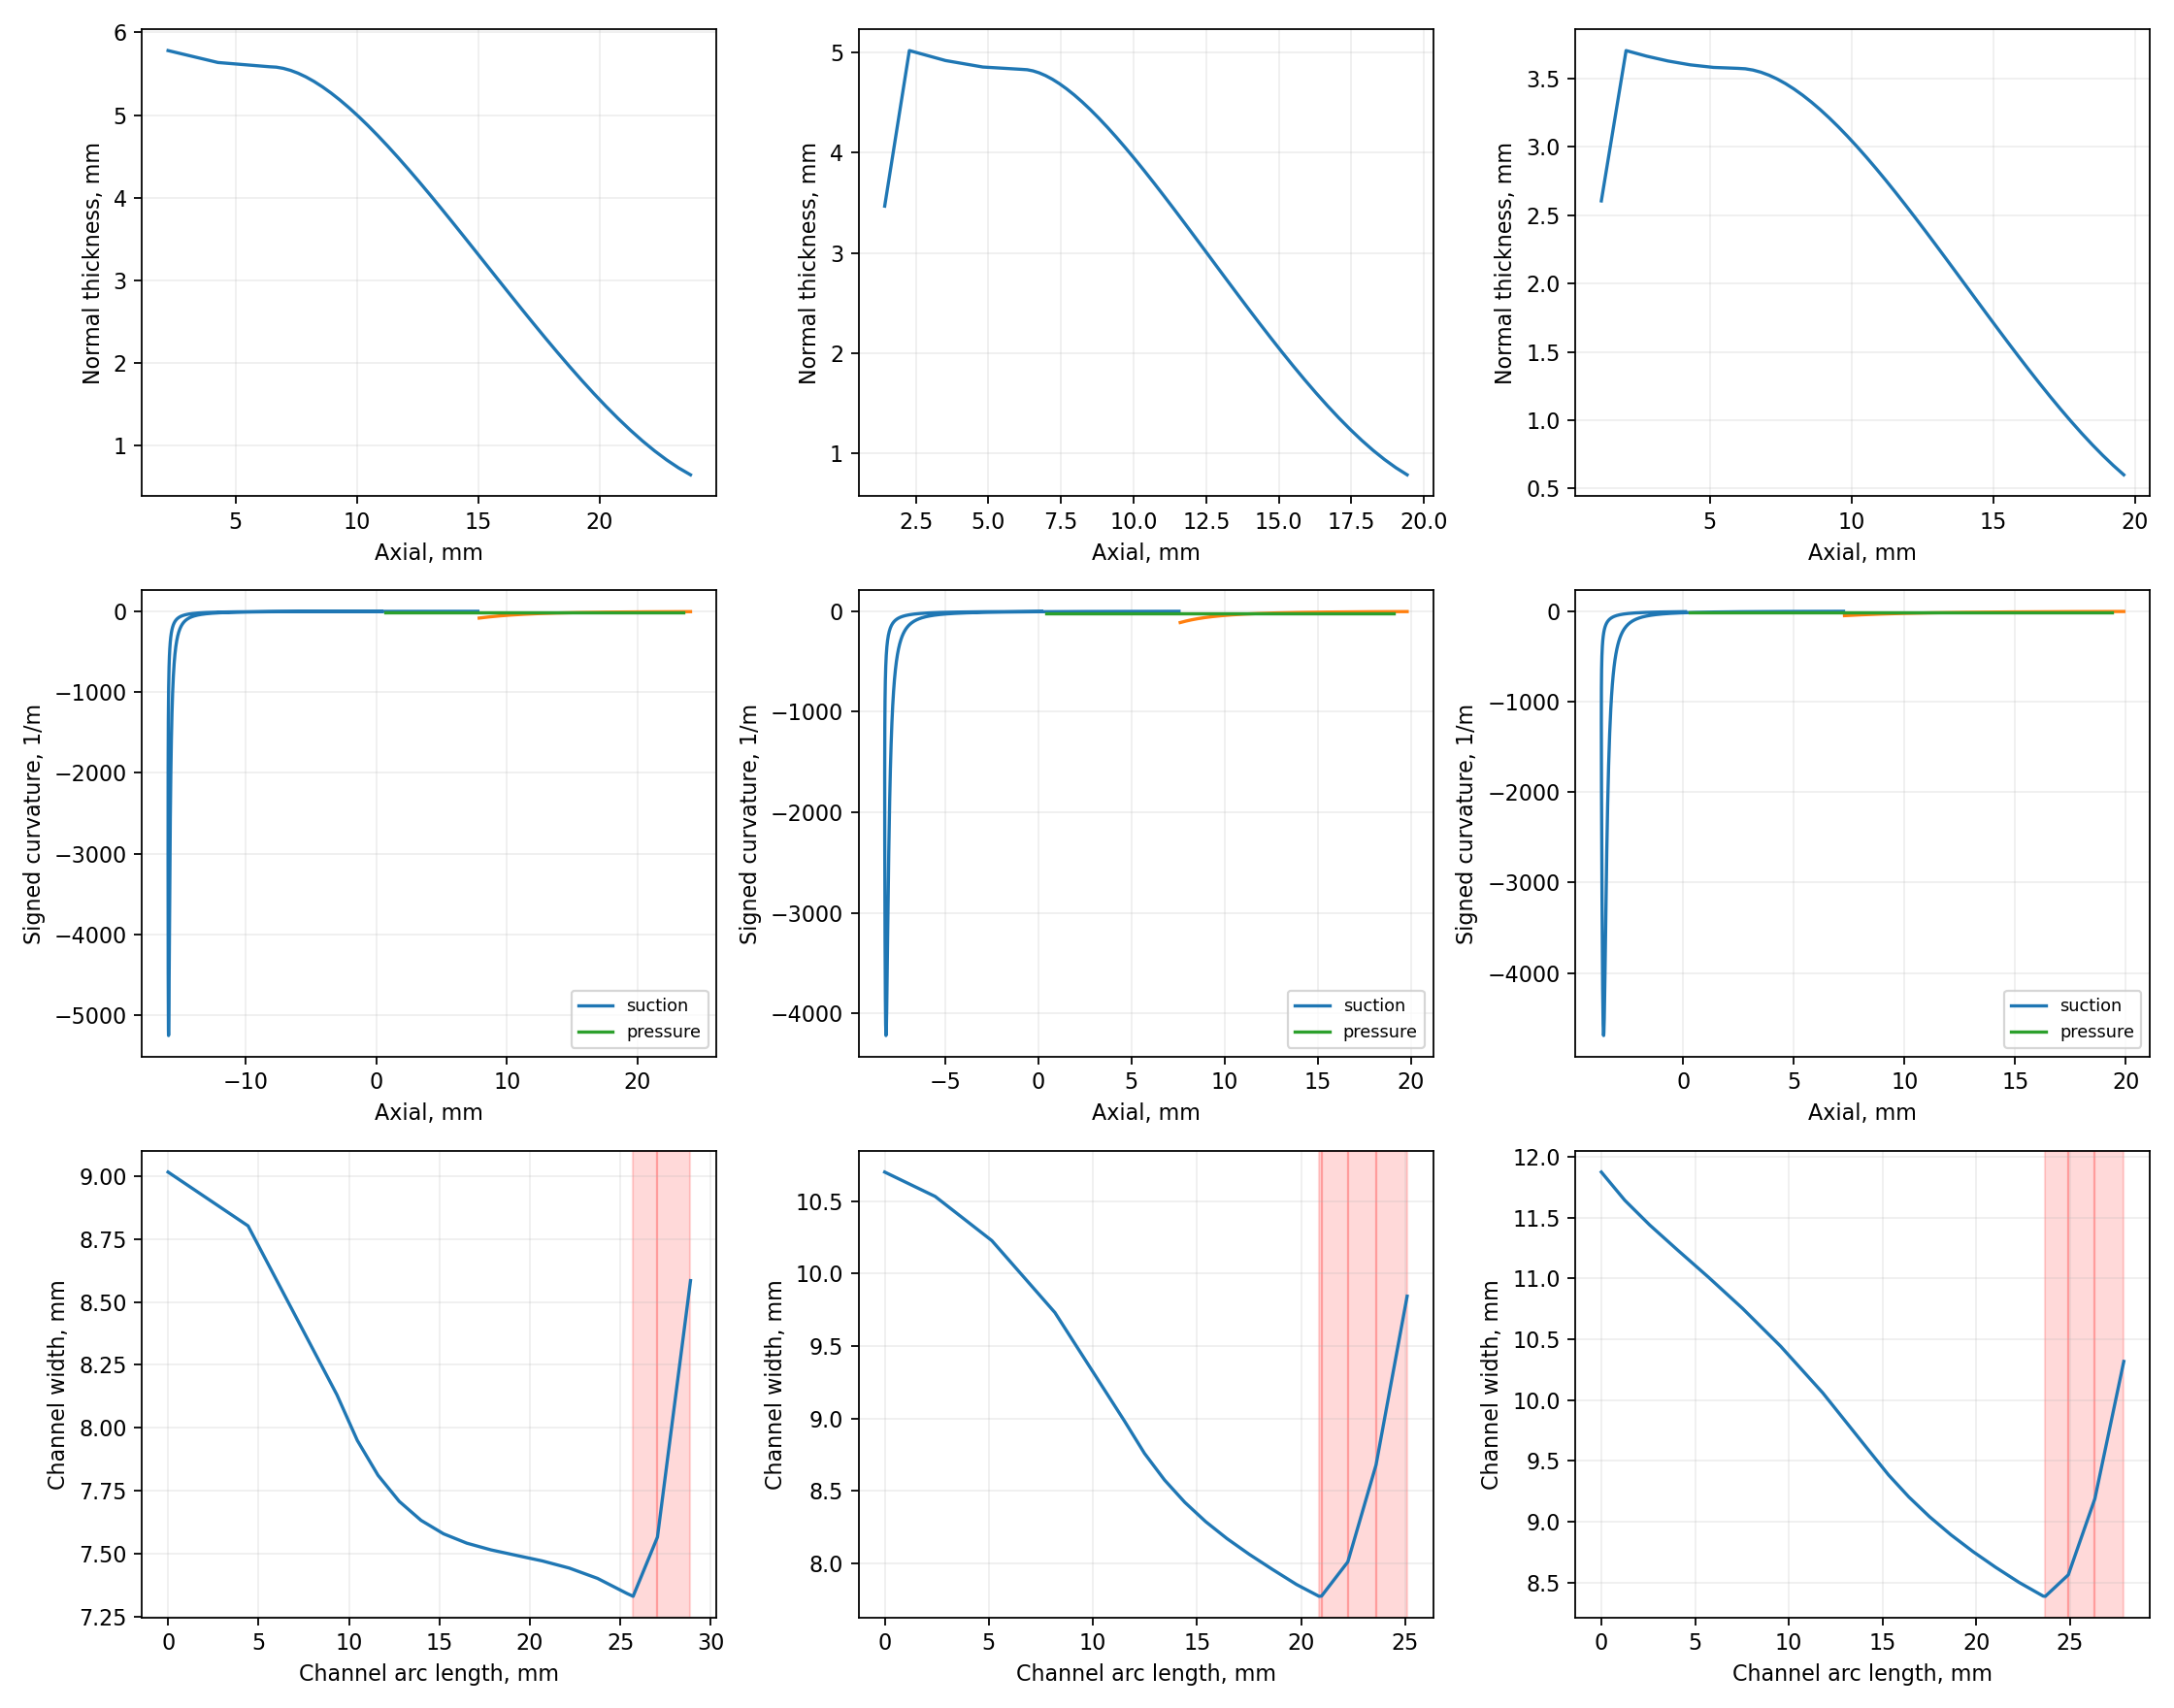 6
5
4
3
2
1
Normal thickness, mm
5 10 15 20
Axial, mm
5
4
3
2
1
Normal thickness, mm
2.5 5.0 7.5 10.0 12.5 15.0 17.5 20.0
Axial, mm
3.5
3.0
2.5
2.0
1.5
1.0
0.5
Normal thickness, mm
5 10 15 20
Axial, mm
0
−1000
−2000
−3000
−4000
−5000
Signed curvature, 1/m
suction
pressure
−10 0 10 20
Axial, mm
0
−1000
−2000
−3000
−4000
Signed curvature, 1/m
suction
pressure
−5 0 5 10 15 20
Axial, mm
0
−1000
−2000
−3000
−4000
Signed curvature, 1/m
suction
pressure
0 5 10 15 20
Axial, mm
9.00
8.75
8.50
8.25
8.00
7.75
7.50
7.25
Channel width, mm
0 5 10 15 20 25 30
Channel arc length, mm
10.5
10.0
9.5
9.0
8.5
8.0
Channel width, mm
0 5 10 15 20 25
Channel arc length, mm
12.0
11.5
11.0
10.5
10.0
9.5
9.0
8.5
Channel width, mm
0 5 10 15 20 25
Channel arc length, mm